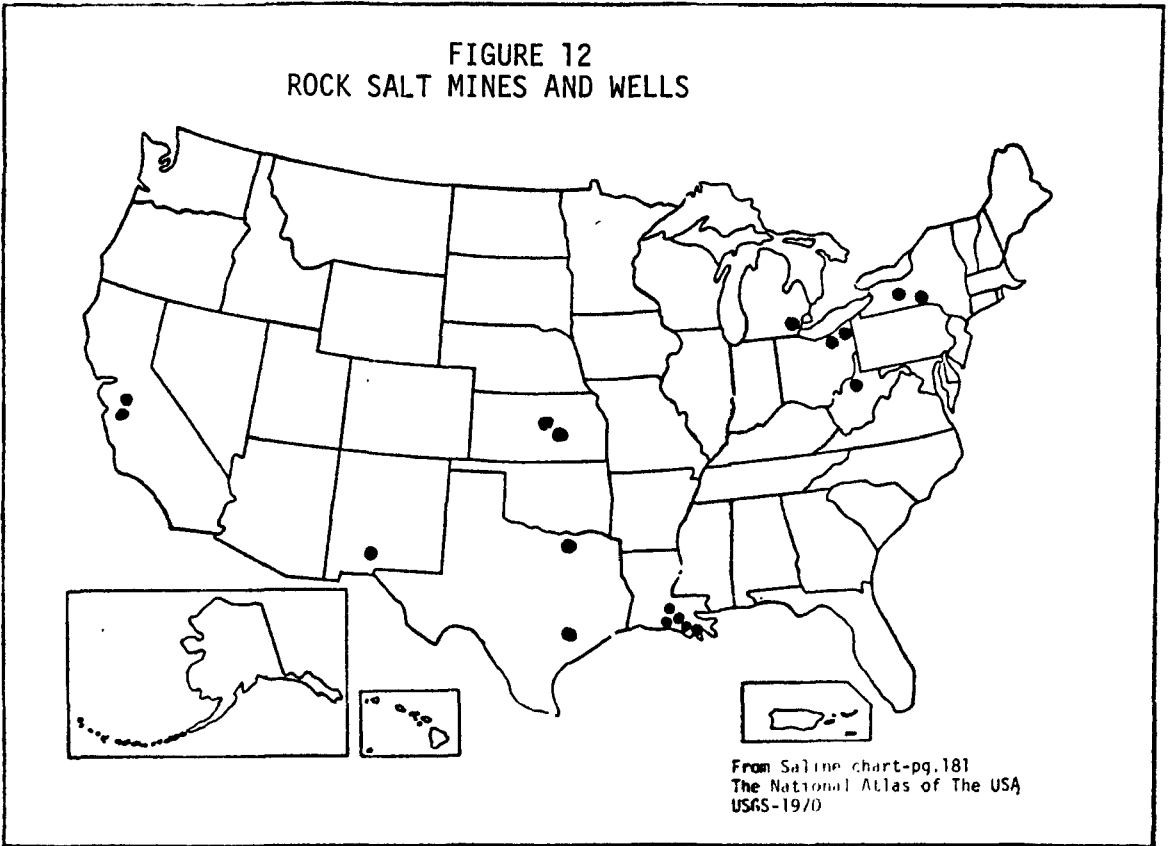 FIGURE 12
ROCK SALT MINES AND WELLS
From Saline chart-pg.181
The National Atlas of The USA
USGS-1970